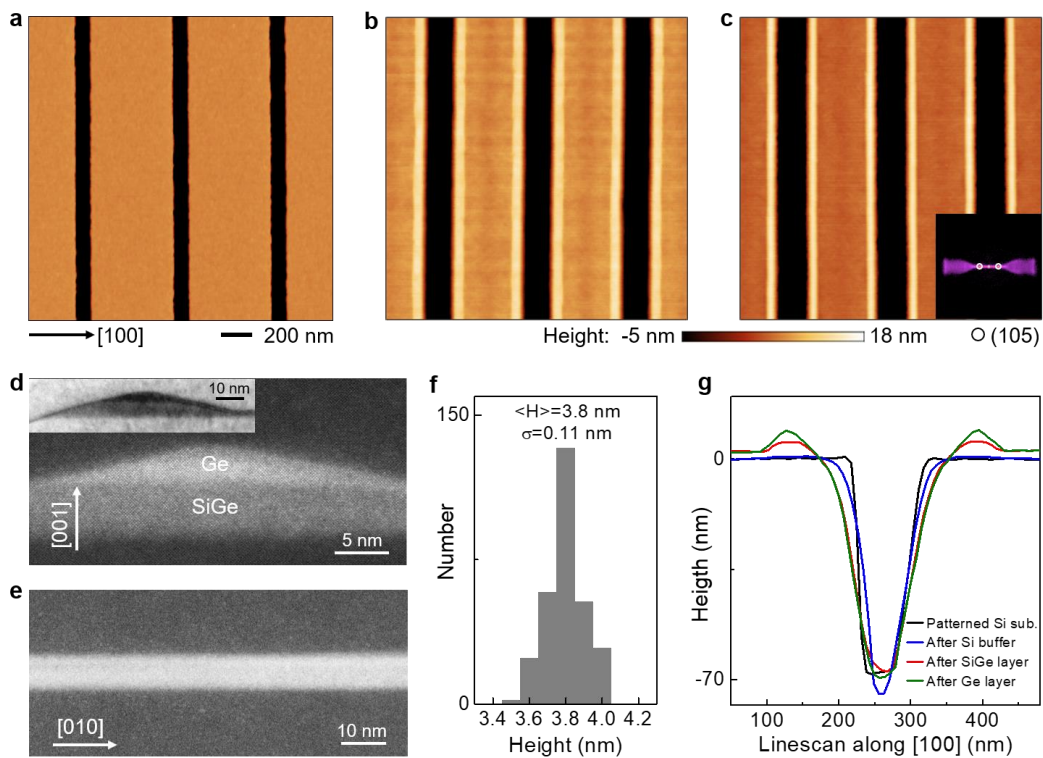 a
b
c
[100]
200 nm
Height: -5 nm
18 nm
(105)
d
10 nm
Ge
SiGe
[001]
5 nm
e
[010]
10 nm
f
<H>=3.8 nm
σ=0.11 nm
150
0
Number
3.4 3.6 3.8 4.0 4.2
Height (nm)
g
0
-70
Heigth (nm)
Patterned Si sub.
After Si buffer
After SiGe layer
After Ge layer
100 200 300 400
Linescan along [100] (nm)